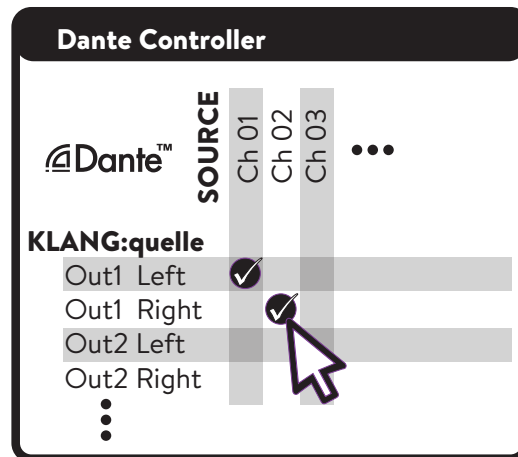 Dante Controller
Dante™
SOURCE
Ch 01
Ch 02
Ch 03
KLANG:quelle
Out1 Left
Out1 Right
Out2 Left
Out2 Right